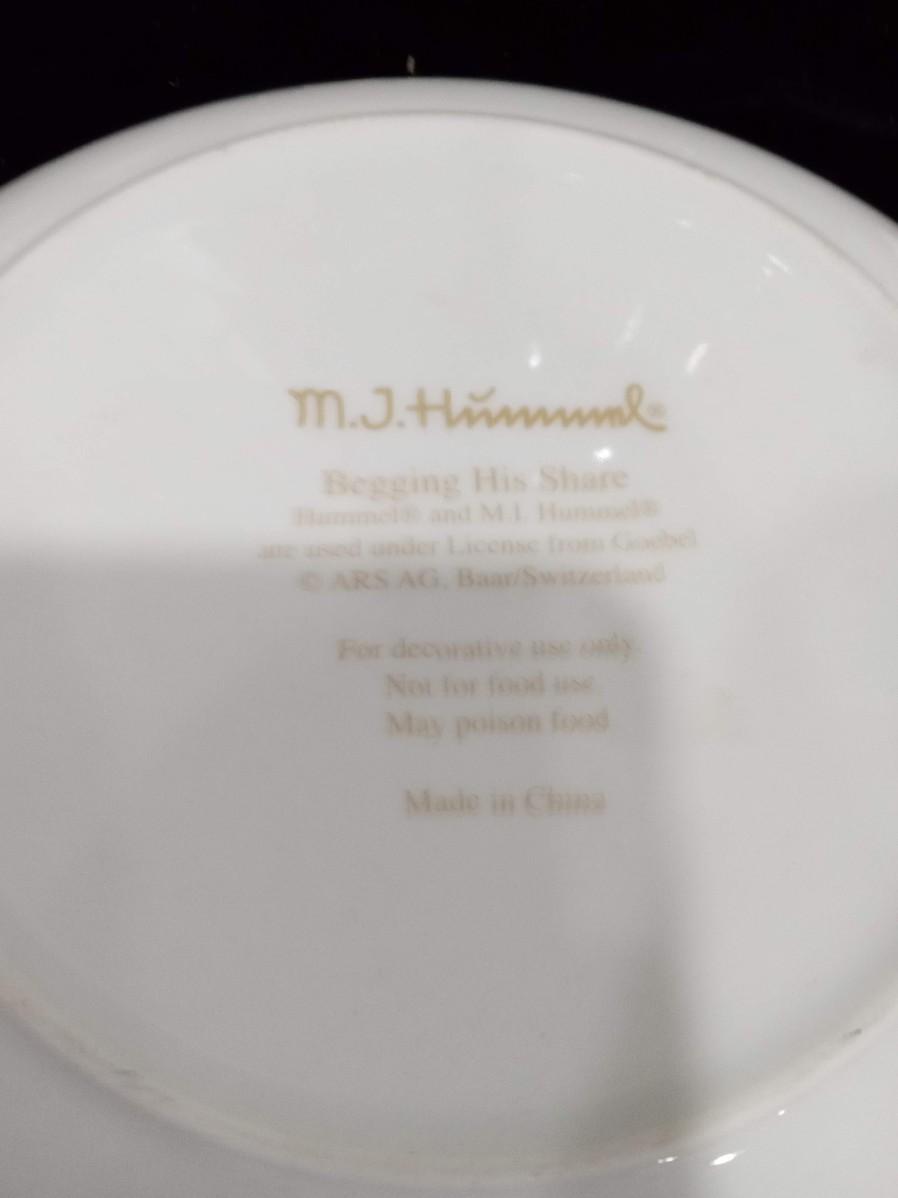 M.J.Hummel®
Begging His Share
Hummel® and M.I. Hummel®
are used under License from Goebel
© ARS AG, Baar/Switzerland
For decorative use only.
Not for food use.
May poison food.
Made in China